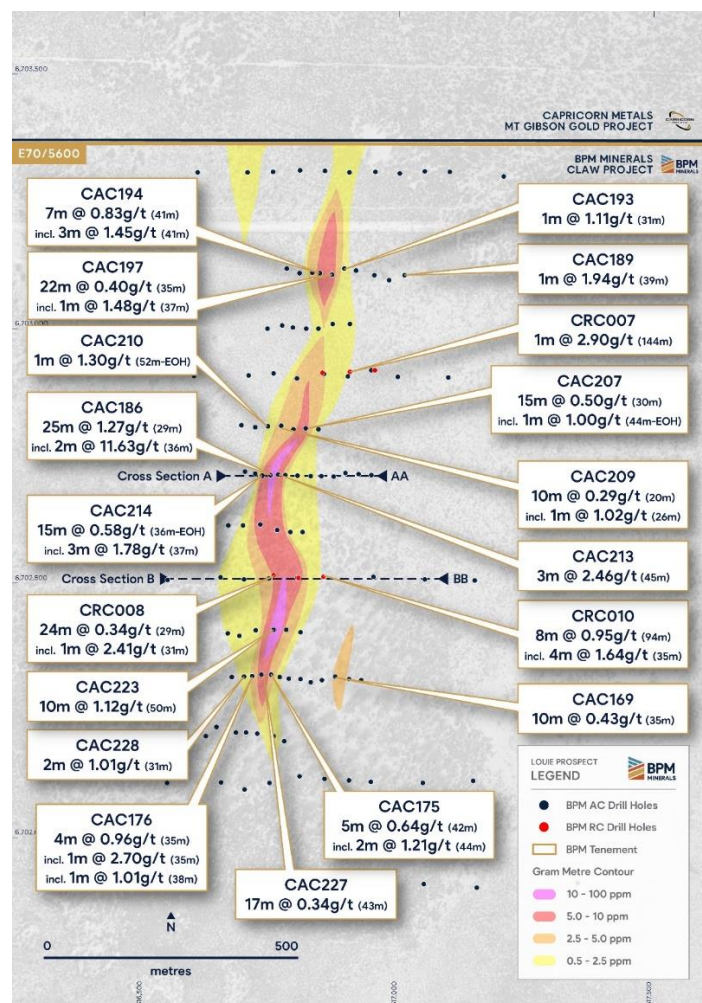 6,703,500
CAPRICORN METALS
MT GIBSON GOLD PROJECT
E70/5600
BPM MINERALS
CLAW PROJECT
BPM
MINERALS
CAC194
7m @ 0.83g/t (41m)
incl. 3m @ 1.45g/t (41m)
CAC193
1m @ 1.11g/t (31m)
CAC197
22m @ 0.40g/t (35m)
incl. 1m @ 1.48g/t (37m)
CAC189
1m @ 1.94g/t (39m)
CAC210
1m @ 1.30g/t (52m-EOH)
CRC007
1m @ 2.90g/t (144m)
CAC186
25m @ 1.27g/t (29m)
incl. 2m @ 11.63g/t (36m)
CAC207
15m @ 0.50g/t (30m)
incl. 1m @ 1.00g/t (44m-EOH)
Cross Section A
AA
CAC209
10m @ 0.29g/t (20m)
incl. 1m @ 1.02g/t (26m)
CAC214
15m @ 0.58g/t (36m-EOH)
incl. 3m @ 1.78g/t (37m)
CAC213
3m @ 2.46g/t (45m)
6,702,500
Cross Section B
BB
CRC008
24m @ 0.34g/t (29m)
incl. 1m @ 2.41g/t (31m)
CRC010
8m @ 0.95g/t (94m)
incl. 4m @ 1.64g/t (35m)
CAC223
10m @ 1.12g/t (50m)
CAC169
10m @ 0.43g/t (35m)
CAC228
2m @ 1.01g/t (31m)
CAC176
4m @ 0.96g/t (35m)
incl. 1m @ 2.70g/t (35m)
incl. 1m @ 1.01g/t (38m)
CAC175
5m @ 0.64g/t (42m)
incl. 2m @ 1.21g/t (44m)
CAC227
17m @ 0.34g/t (43m)
LOUIE PROSPECT
LEGEND
BPM
MINERALS
BPM AC Drill Holes
BPM RC Drill Holes
BPM Tenement
Gram Metre Contour
10 - 100 ppm
5.0 - 10 ppm
2.5 - 5.0 ppm
0.5 - 2.5 ppm
N
0
500
metres